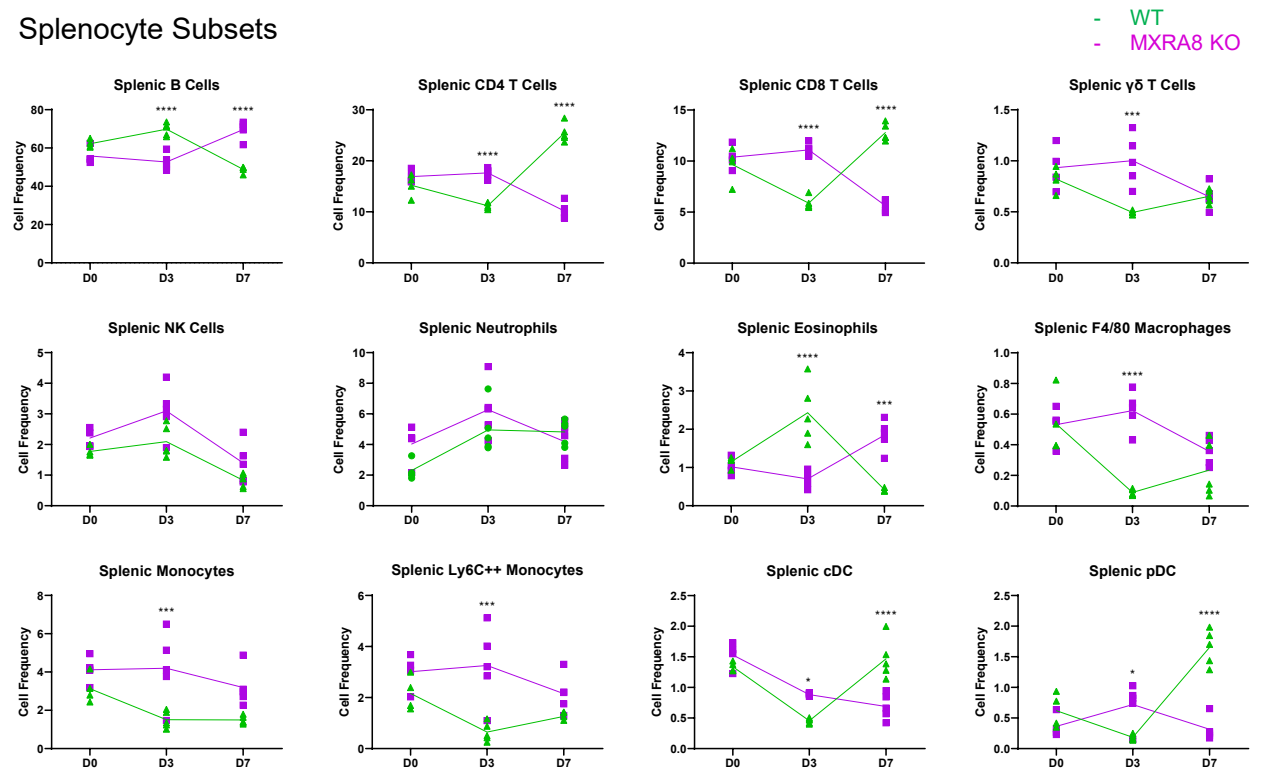 Splenocyte Subsets
- WT
- MXRA8 KO
Splenic B Cells
Cell Frequency
80
60
40
20
0
**** ****
D0 D3 D7
Splenic CD4 T Cells
Cell Frequency
30
20
10
0
**** ****
D0 D3 D7
Splenic CD8 T Cells
Cell Frequency
15
10
5
0
**** ****
D0 D3 D7
Splenic γδ T Cells
Cell Frequency
1.5
1.0
0.5
0.0
***
D0 D3 D7
Splenic NK Cells
Cell Frequency
5
4
3
2
1
0
D0 D3 D7
Splenic Neutrophils
Cell Frequency
10
8
6
4
2
0
D0 D3 D7
Splenic Eosinophils
Cell Frequency
4
3
2
1
0
**** ***
D0 D3 D7
Splenic F4/80 Macrophages
Cell Frequency
1.0
0.8
0.6
0.4
0.2
0.0
****
D0 D3 D7
Splenic Monocytes
Cell Frequency
8
6
4
2
0
***
D0 D3 D7
Splenic Ly6C++ Monocytes
Cell Frequency
6
4
2
0
***
D0 D3 D7
Splenic cDC
Cell Frequency
2.5
2.0
1.5
1.0
0.5
0.0
* ****
D0 D3 D7
Splenic pDC
Cell Frequency
2.5
2.0
1.5
1.0
0.5
0.0
* ****
D0 D3 D7